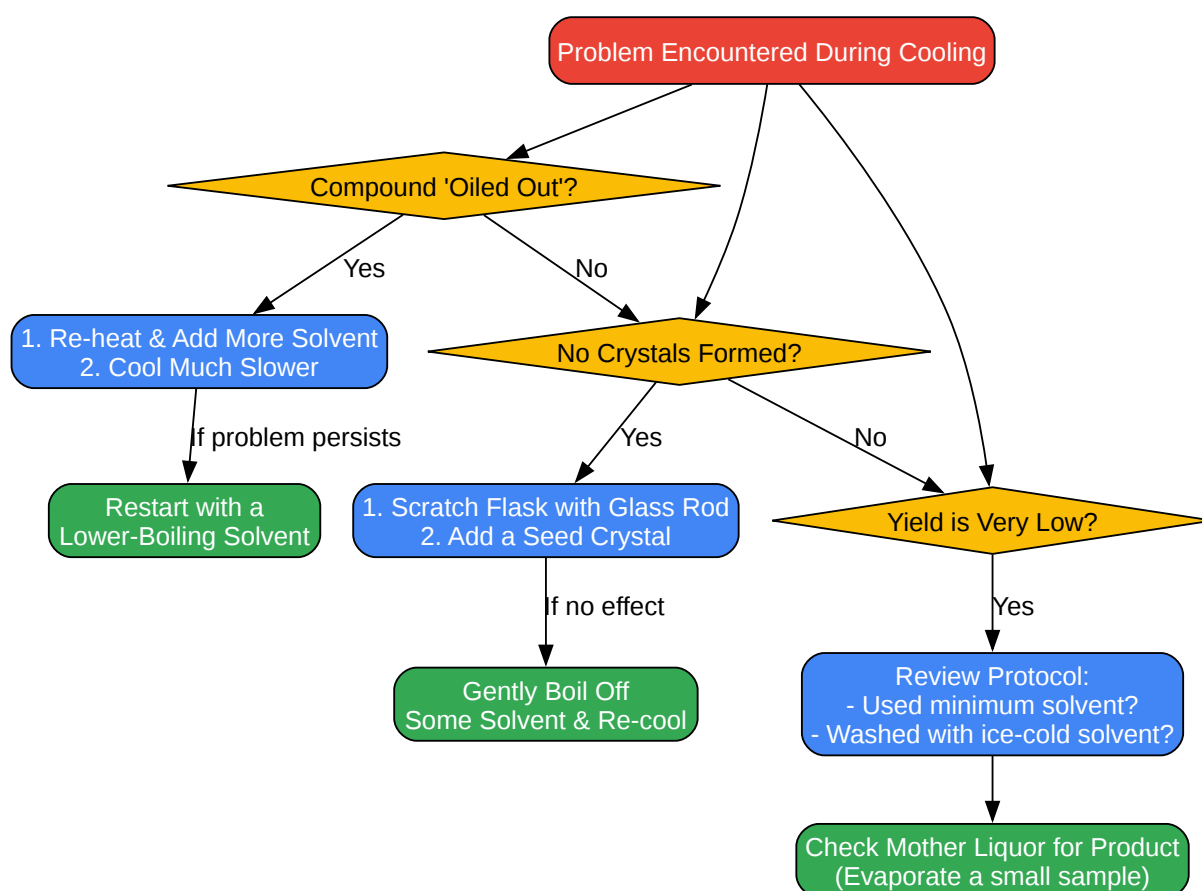 Problem Encountered During Cooling
Compound 'Oiled Out'?
Yes
No
1. Re-heat & Add More Solvent
2. Cool Much Slower
No Crystals Formed?
If problem persists
Yes
No
Restart with a
Lower-Boiling Solvent
1. Scratch Flask with Glass Rod
2. Add a Seed Crystal
Yield is Very Low?
If no effect
Yes
Gently Boil Off
Some Solvent & Re-cool
Review Protocol:
- Used minimum solvent?
- Washed with ice-cold solvent?
Check Mother Liquor for Product
(Evaporate a small sample)